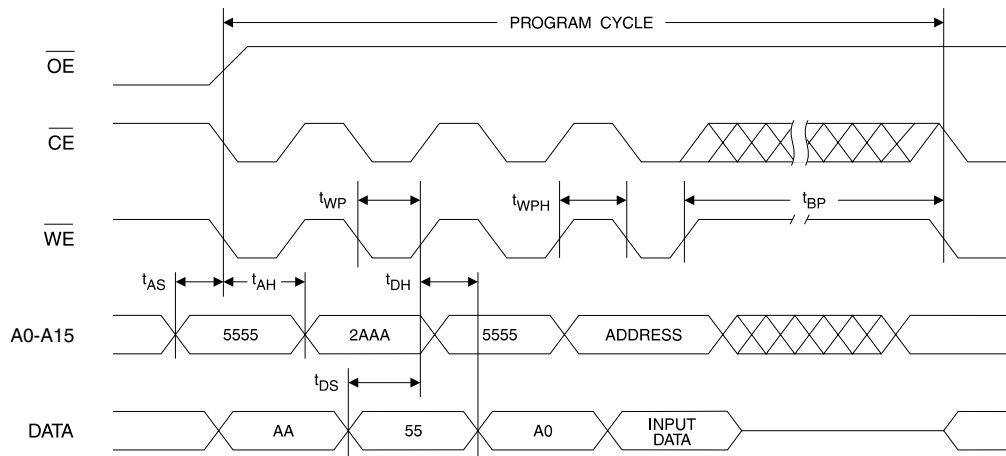 PROGRAM CYCLE
OE
CE
tWP
tWPH
tBP
WE
tAS
tAH
tDH
A0-A15
5555
2AAA
5555
ADDRESS
tDS
DATA
AA
55
A0
INPUT
DATA